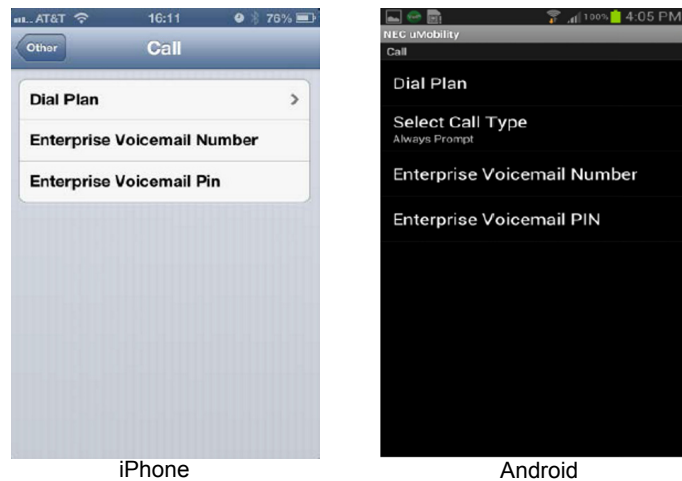 AT&T 16:11 76%
Other Call
Dial Plan
Enterprise Voicemail Number
Enterprise Voicemail Pin
iPhone
100% 4:05 PM
NEC uMobility
Call
Dial Plan
Select Call Type
Always Prompt
Enterprise Voicemail Number
Enterprise Voicemail PIN
Android